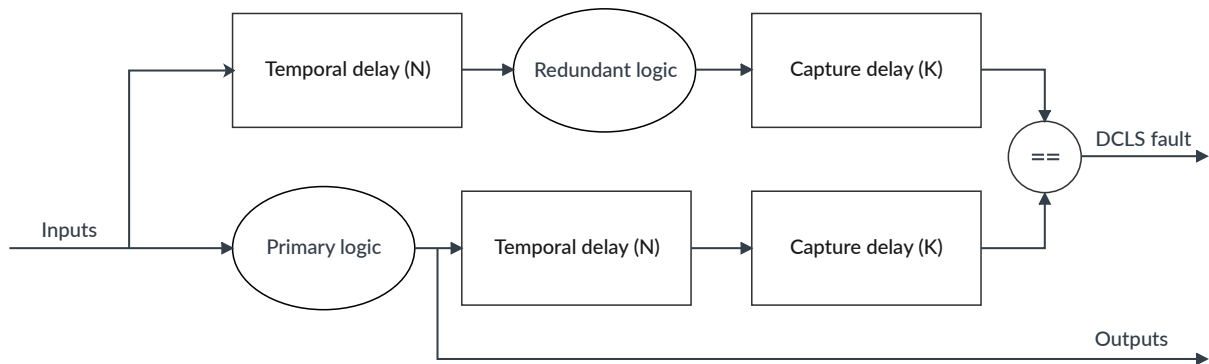 Temporal delay (N)
Redundant logic
Capture delay (K)
==
DCLS fault
Inputs
Primary logic
Temporal delay (N)
Capture delay (K)
Outputs